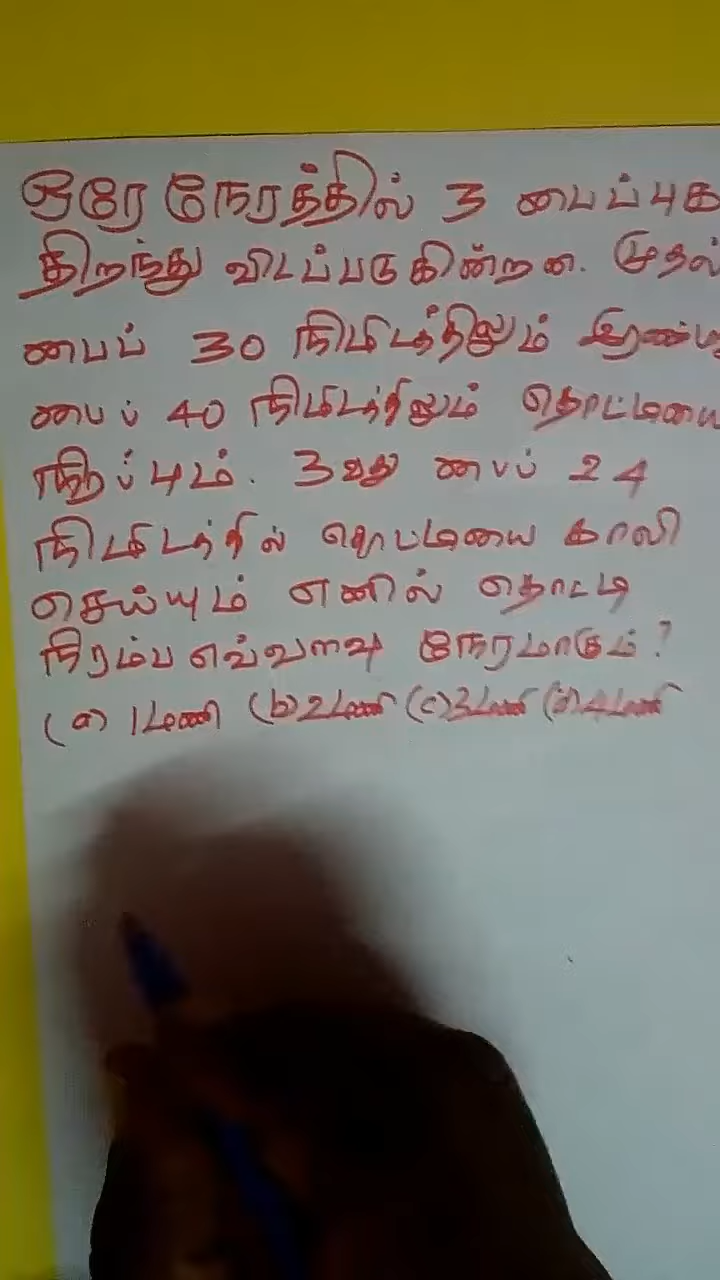 ஒரே நேரத்தில் 3 பைப்புக
திறந்து விடப்படுகின்றன. முதல்
பைப் 30 நிமிடத்திலும் இரண்டா
பைப் 40 நிமிடத்திலும் தொட்டியை
நிரப்பும். 3வது பைப் 24
நிமிடத்தில் தொட்டியை காலி
செய்யும் எனில் தொட்டி
நிரம்ப எவ்வளவு நேரமாகும்?
(a) 1மணி (b) 2மணி (c) 3மணி (d) 4மணி